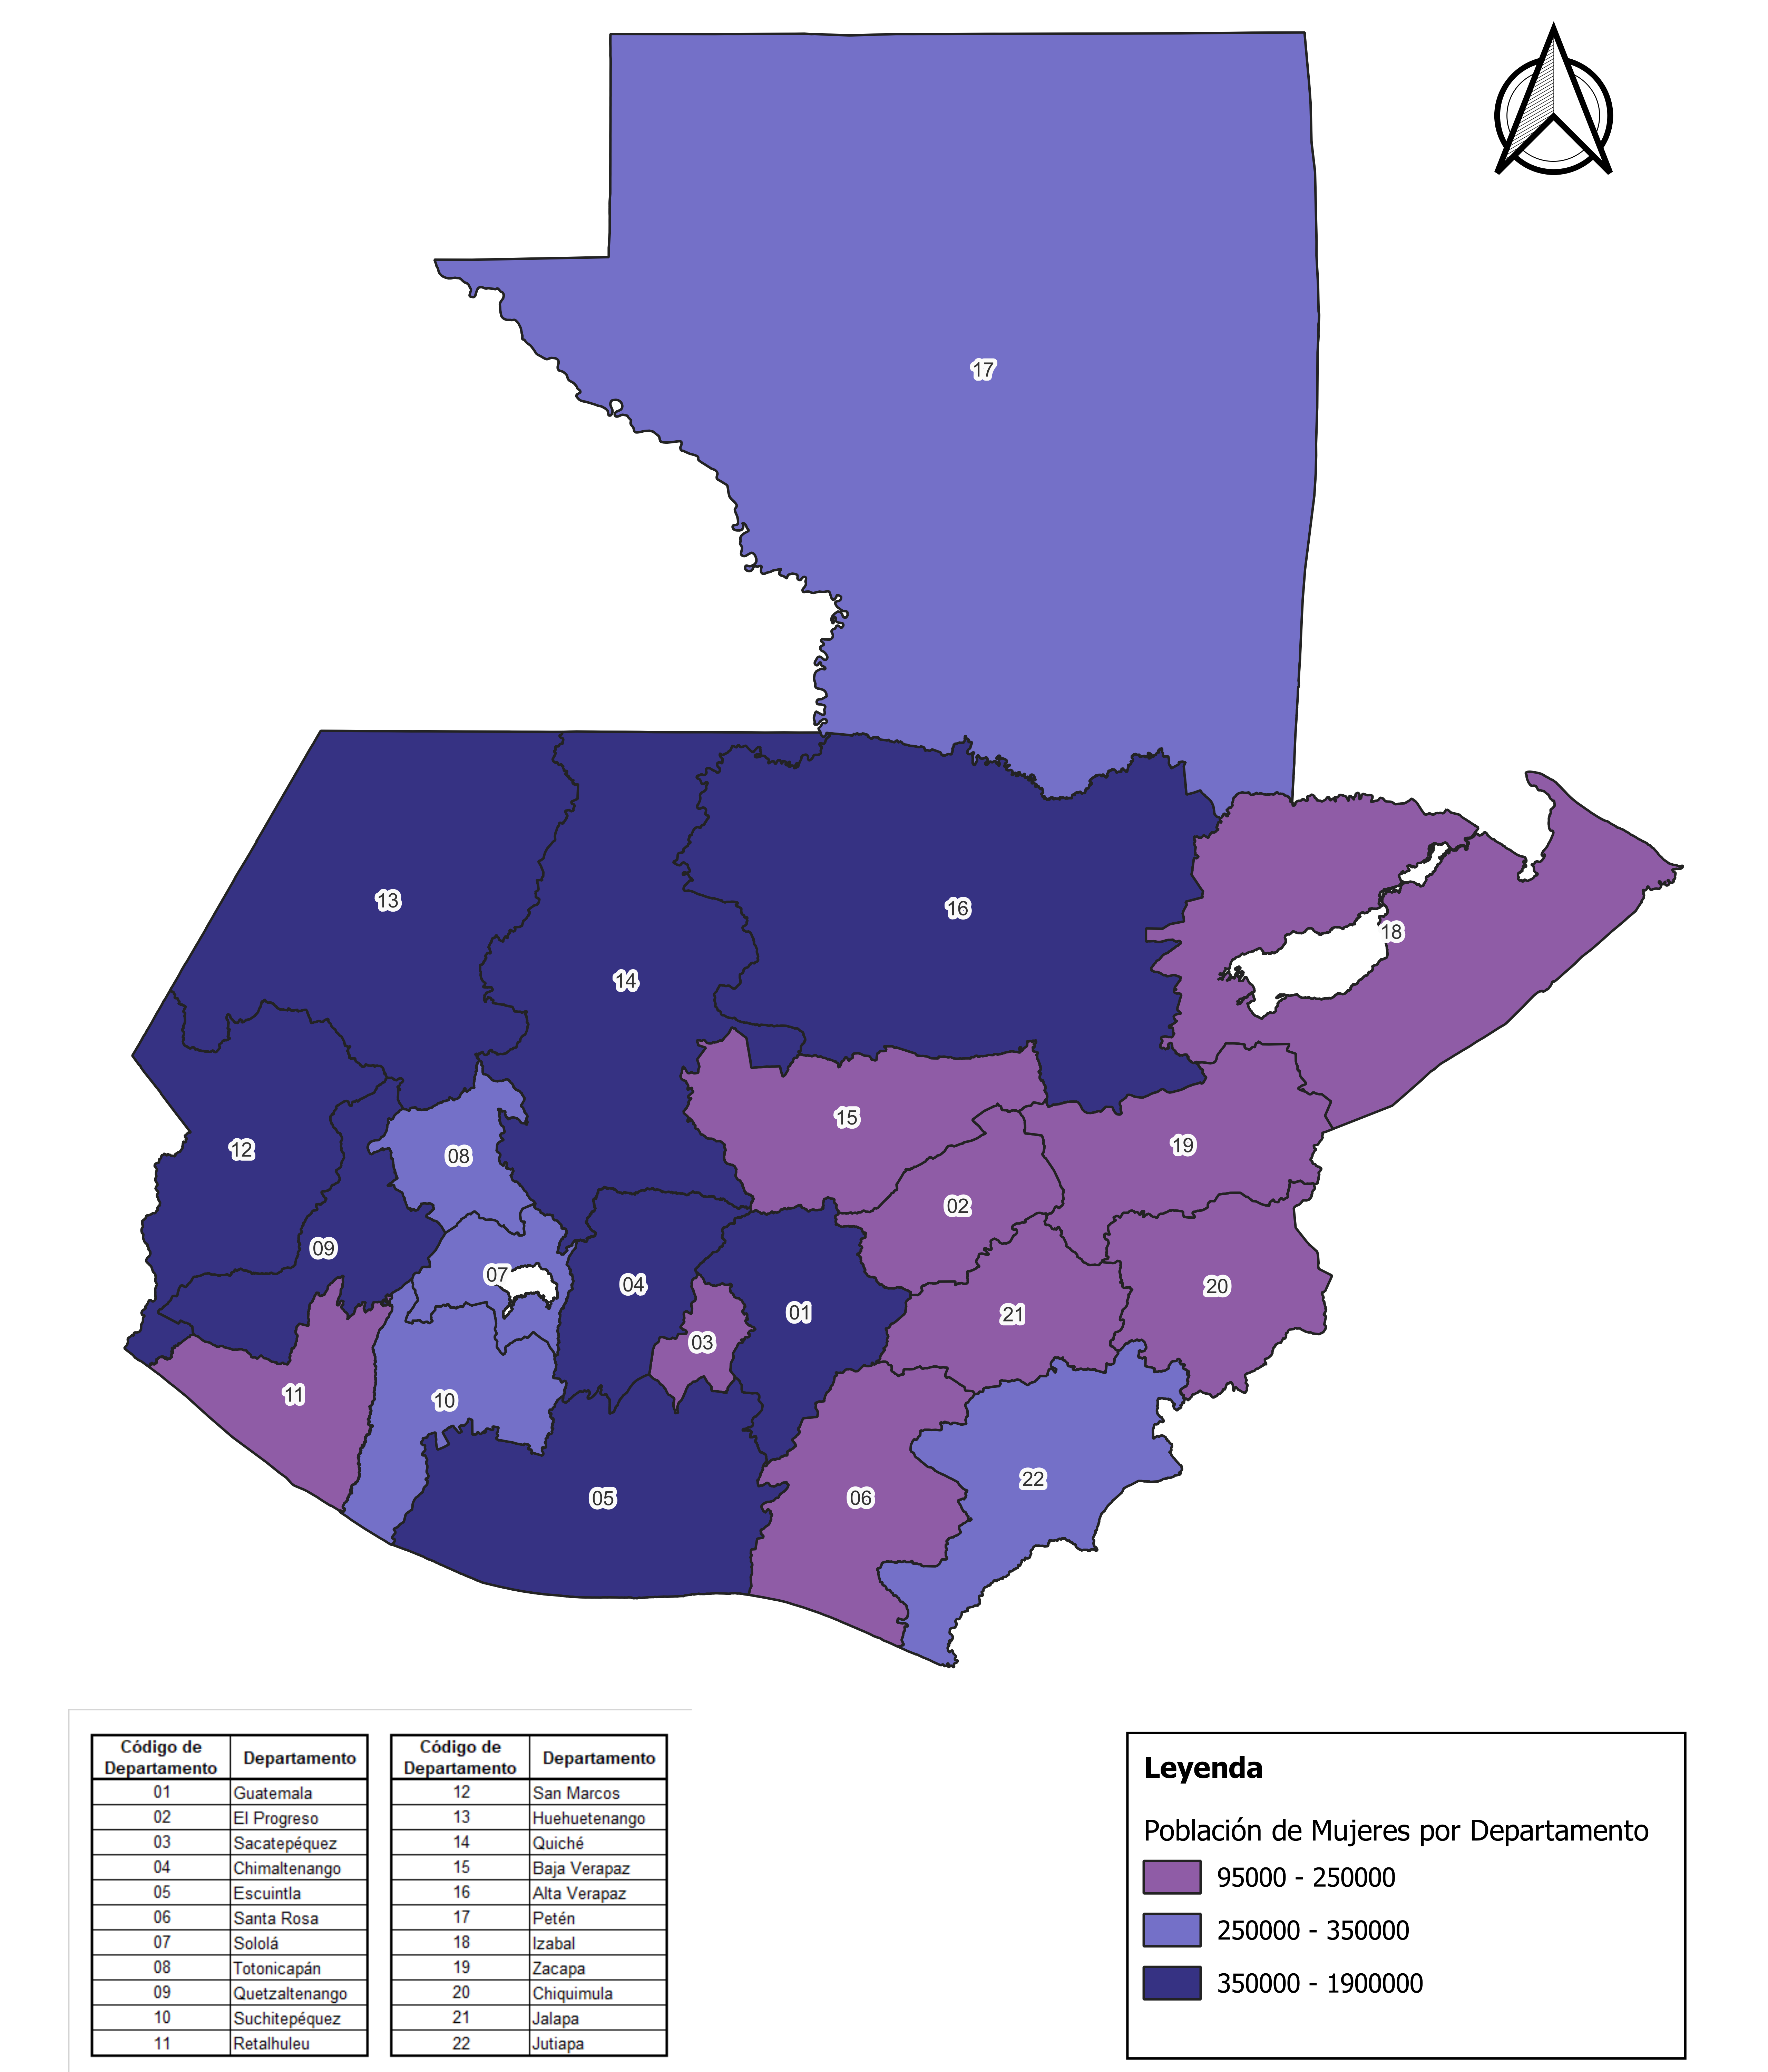 17
13
16
18
14
15
12
19
08
02
09
07
04
20
01
21
03
11
10
22
05
06
Código de Departamento Departamento
01 Guatemala
02 El Progreso
03 Sacatepéquez
04 Chimaltenango
05 Escuintla
06 Santa Rosa
07 Sololá
08 Totonicapán
09 Quetzaltenango
10 Suchitepéquez
11 Retalhuleu
Código de Departamento Departamento
12 San Marcos
13 Huehuetenango
14 Quiché
15 Baja Verapaz
16 Alta Verapaz
17 Petén
18 Izabal
19 Zacapa
20 Chiquimula
21 Jalapa
22 Jutiapa
Leyenda
Población de Mujeres por Departamento
95000 - 250000
250000 - 350000
350000 - 1900000